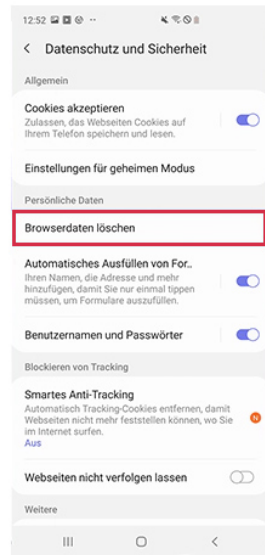 12:52
Datenschutz und Sicherheit
Allgemein
Cookies akzeptieren
Zulassen, das Webseiten Cookies auf
Ihrem Telefon speichern und lesen.
Einstellungen für geheimen Modus
Persönliche Daten
Browserdaten löschen
Automatisches Ausfüllen von For..
Ihren Namen, die Adresse und mehr
hinzufügen, damit Sie nur einmal tippen
müssen, um Formulare auszufüllen.
Benutzernamen und Passwörter
Blockieren von Tracking
Smartes Anti-Tracking
Automatisch Tracking-Cookies entfernen, damit
Webseiten nicht mehr feststellen können, wo Sie
im Internet surfen.
Aus
N
Webseiten nicht verfolgen lassen
Weitere